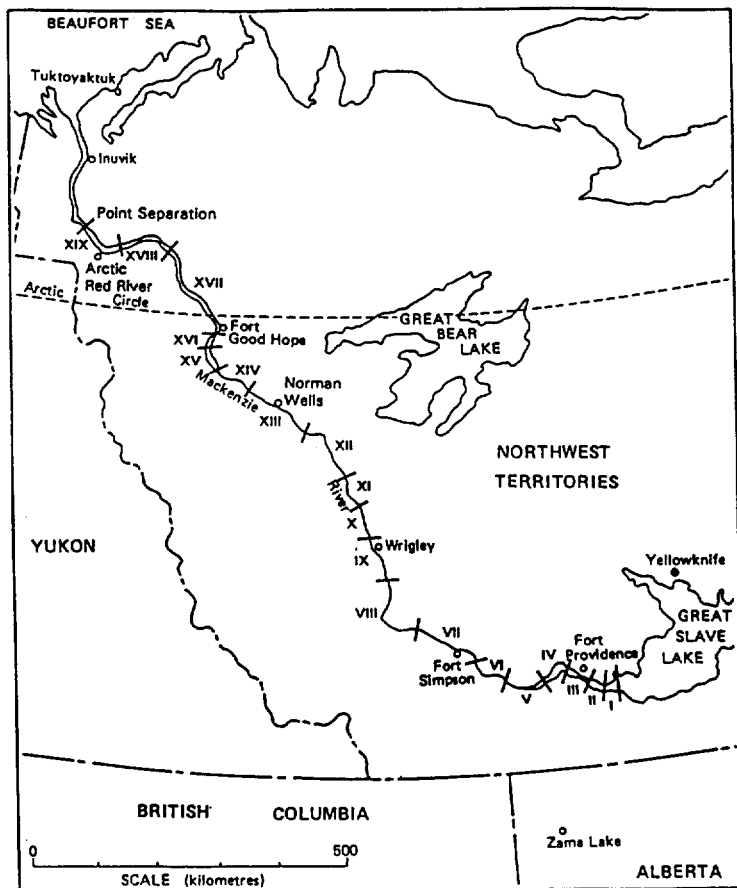 BEAUFORT SEA
Tuktoyaktuk
Inuvik
Point Separation
XIX
XVIII
Arctic
Red River
XVII
Arctic
Circle
Fort
Good Hope
GREAT
BEAR
LAKE
XVI
XV
XIV
Mackenzie
Norman
Wells
XIII
XII
NORTHWEST
TERRITORIES
XI
River
X
YUKON
Wrigley
IX
Yellowknife
VIII
GREAT
SLAVE
LAKE
VII
Fort
Simpson
VI
IV
Fort
Providence
V
III
II
I
BRITISH COLUMBIA
0 500
SCALE (kilometres)
Zama Lake
ALBERTA